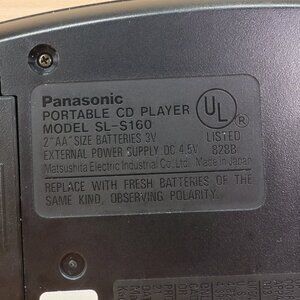 Panasonic
PORTABLE CD PLAYER
MODEL SL-S160
2"AA"SIZE BATTERIES 3V
EXTERNAL POWER SUPPLY DC 4.5V
Matsushita Electric Industrial Co., Ltd. Made in Japan
UL ®
LISTED
828B
REPLACE WITH FRESH BATTERIES OF THE
SAME KIND, OBSERVING POLARITY.